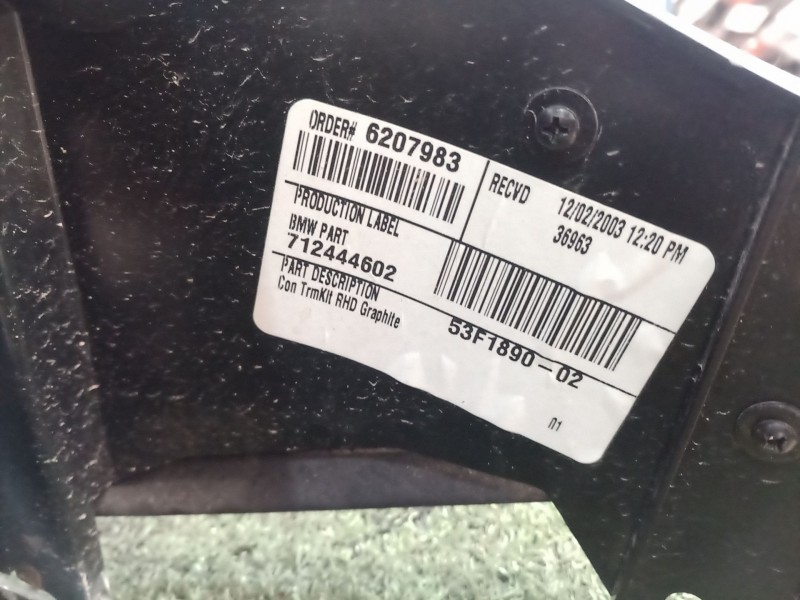 ORDER# 6207983
RECVD 12/02/2003 12:20 PM
36963
PRODUCTION LABEL
BMW PART
712444602
PART DESCRIPTION
Con TrmKit RHD Graphite
53F1890-02
01